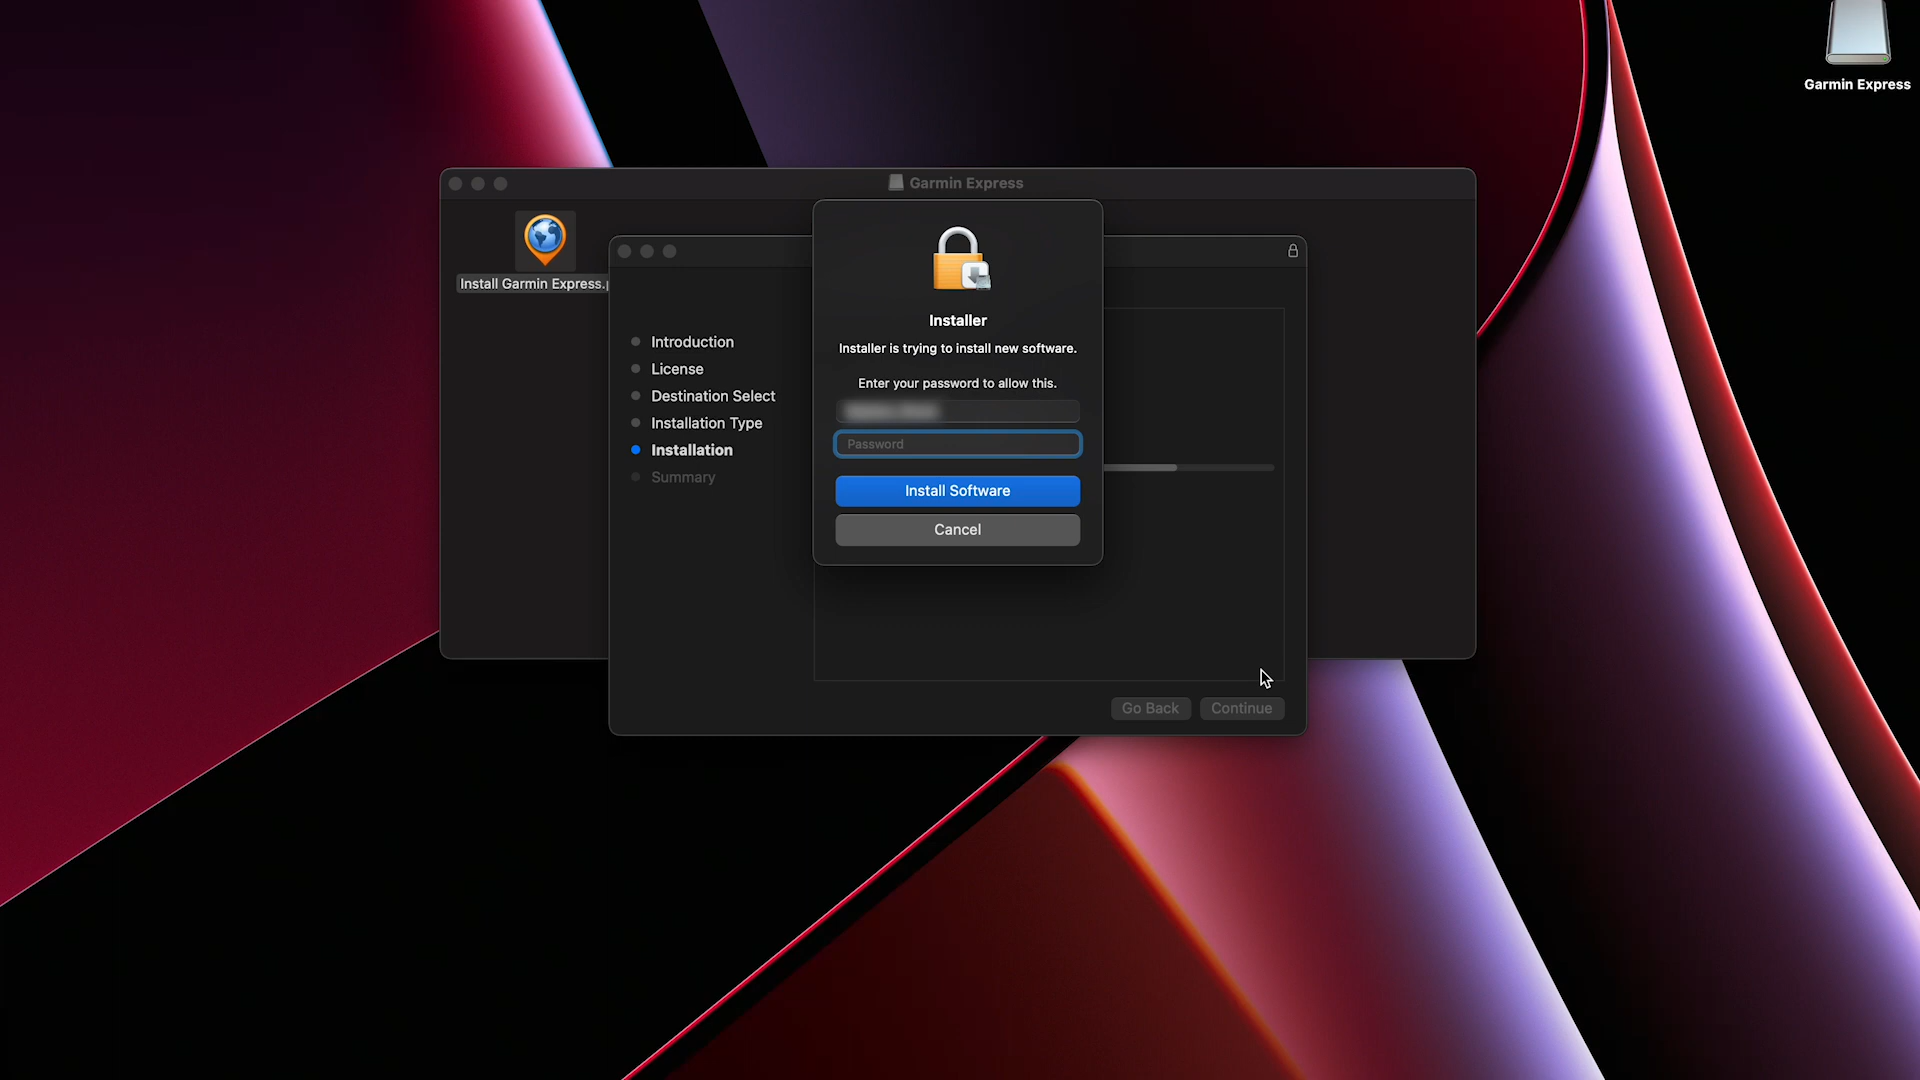 Garmin Express
Garmin Express
Install Garmin Express.
Introduction
License
Destination Select
Installation Type
Installation
Summary
Installer
Installer is trying to install new software.
Enter your password to allow this.
Password
Install Software
Cancel
Go Back
Continue